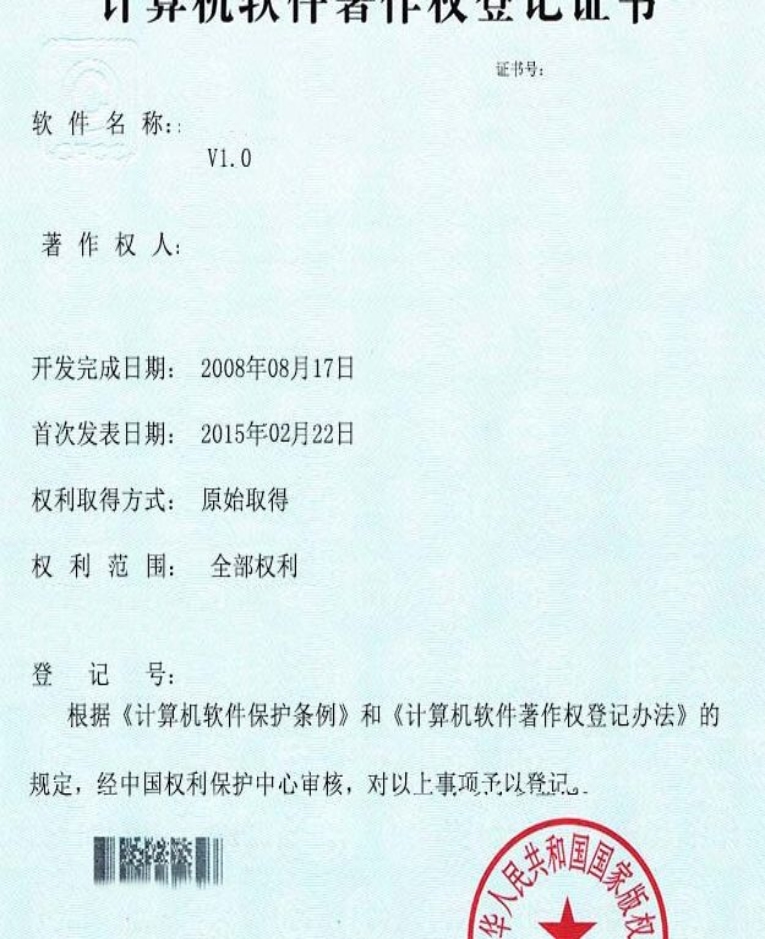 计算机软件著作权登记证书
证书号：
软件名称：:
V1.0
著作权人：
开发完成日期： 2008年08月17日
首次发表日期： 2015年02月22日
权利取得方式： 原始取得
权利范围： 全部权利
登记号：
根据《计算机软件保护条例》和《计算机软件著作权登记办法》的
规定，经中国权利保护中心审核，对以上事项予以登记。
华人民共和国国家版权